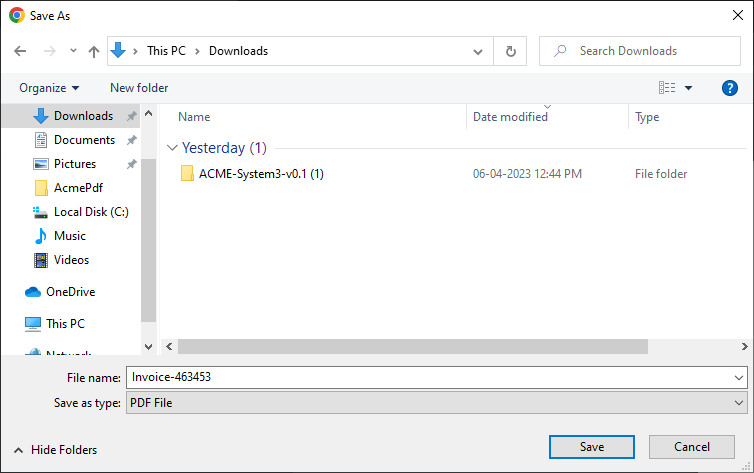 Save As
This PC > Downloads
Search Downloads
Organize
New folder
?
Downloads
Documents
Pictures
AcmePdf
Local Disk (C:)
Music
Videos
OneDrive
This PC
Network
Name
Date modified
Type
Yesterday (1)
ACME-System3-v0.1 (1)
06-04-2023 12:44 PM
File folder
File name:
Invoice-463453
Save as type:
PDF File
Hide Folders
Save
Cancel